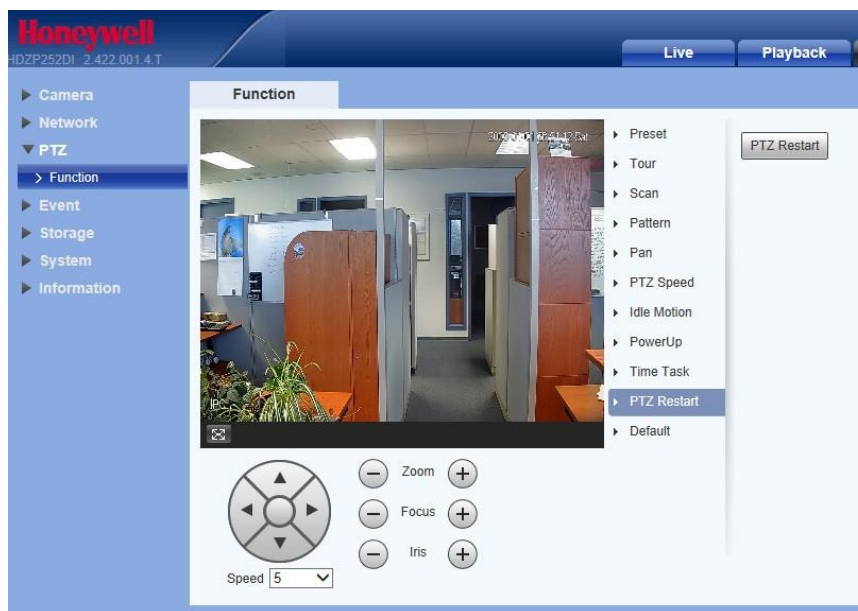 Honeywell
HDZP252DI 2.422.001.4.T
Live
Playback
Camera
Network
PTZ
Function
Event
Storage
System
Information
Function
Preset
Tour
Scan
Pattern
Pan
PTZ Speed
Idle Motion
PowerUp
Time Task
PTZ Restart
Default
PTZ Restart
Zoom
Focus
Iris
Speed 5